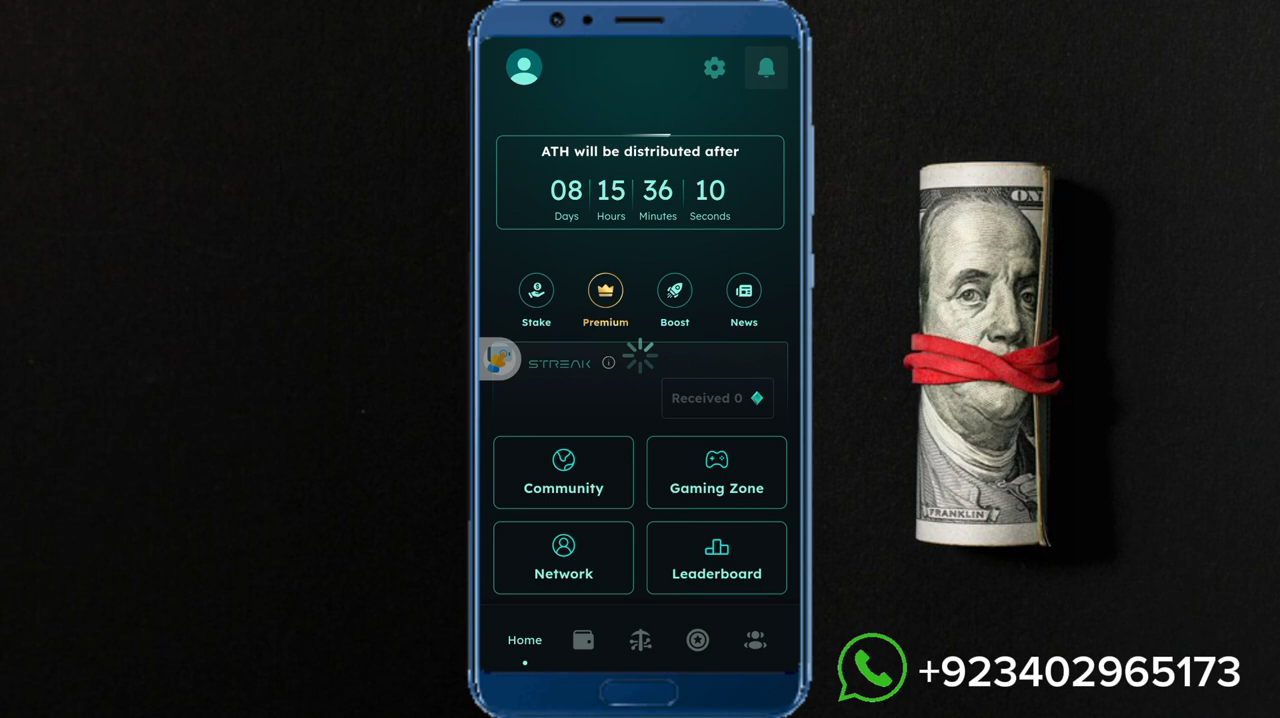 ATH will be distributed after
08 15 36 10
Days Hours Minutes Seconds
Stake Premium Boost News
STREAK
Received 0
Community Gaming Zone
Network Leaderboard
Home
ON
FRANKLIN
+923402965173